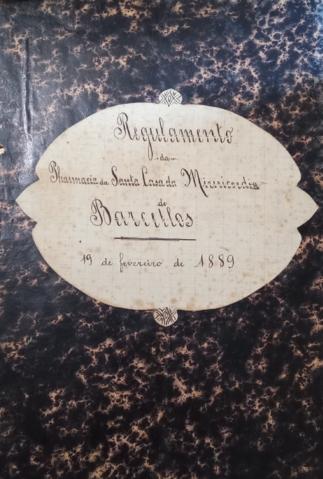 Regulamento
da
Pharmacia da Santa Casa da Misericordia
de
Barcellos
19 de fevereiro de 1889